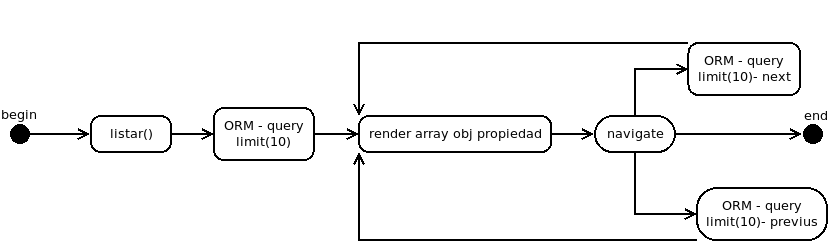 begin
listar()
ORM - query
limit(10)
render array obj propiedad
navigate
ORM - query
limit(10)- next
end
ORM - query
limit(10)- previus